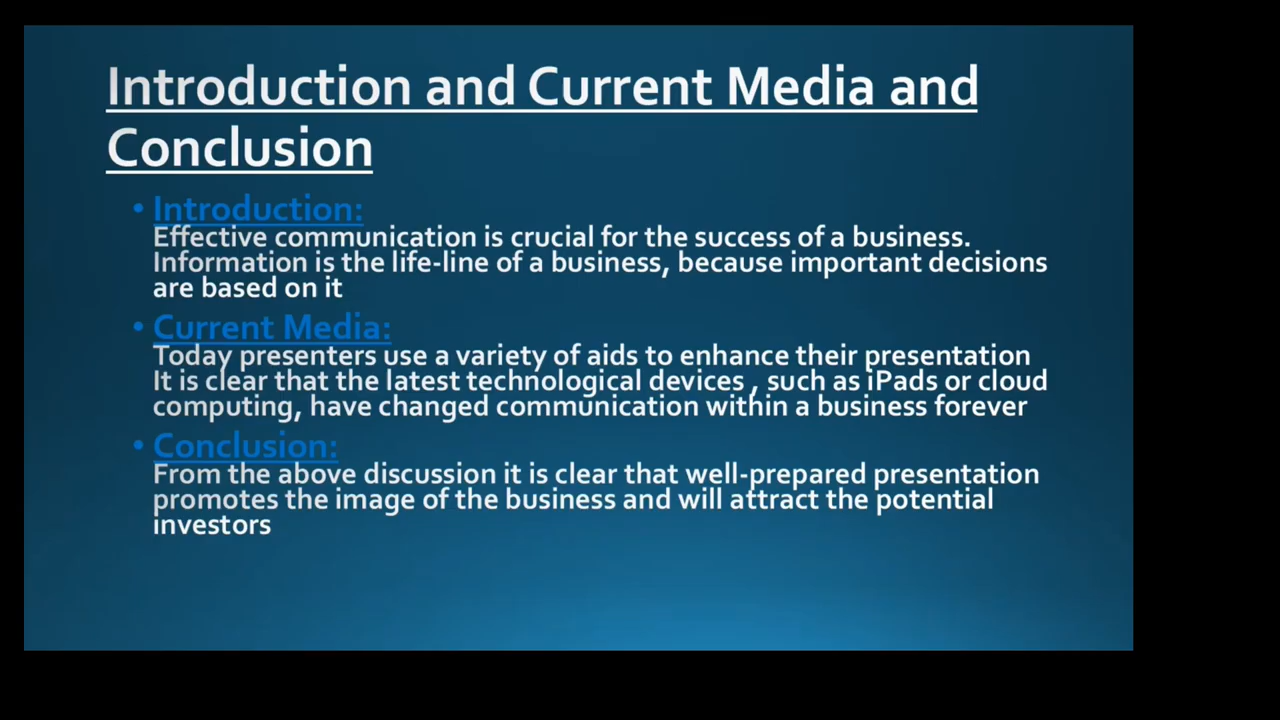 Introduction and Current Media and
Conclusion
• Introduction:
Effective communication is crucial for the success of a business.
Information is the life-line of a business, because important decisions
are based on it
• Current Media:
Today presenters use a variety of aids to enhance their presentation
It is clear that the latest technological devices , such as iPads or cloud
computing, have changed communication within a business forever
• Conclusion:
From the above discussion it is clear that well-prepared presentation
promotes the image of the business and will attract the potential
investors